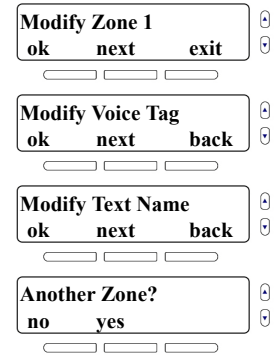 Modify Zone 1
ok next exit
Modify Voice Tag
ok next back
Modify Text Name
ok next back
Another Zone?
no yes